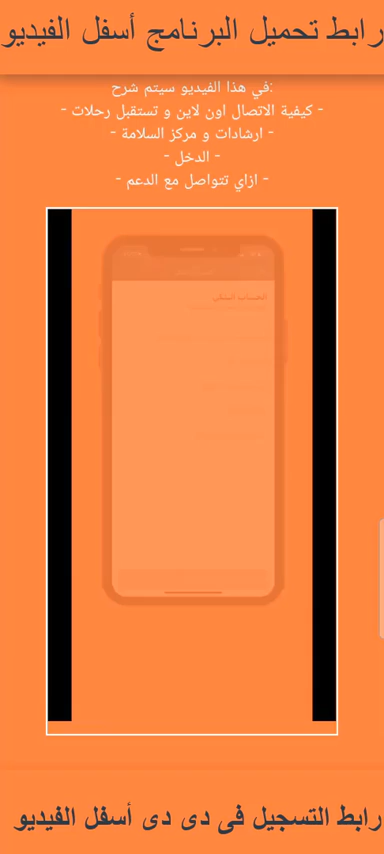 رابط تحميل البرنامج أسفل الفيديو
في هذا الفيديو سيتم شرح:
- كيفية الاتصال اون لاين و تستقبل رحلات -
- ارشادات و مركز السلامة -
- الدخل -
- ازاي تتواصل مع الدعم -
رابط التسجيل فى دى دى أسفل الفيديو